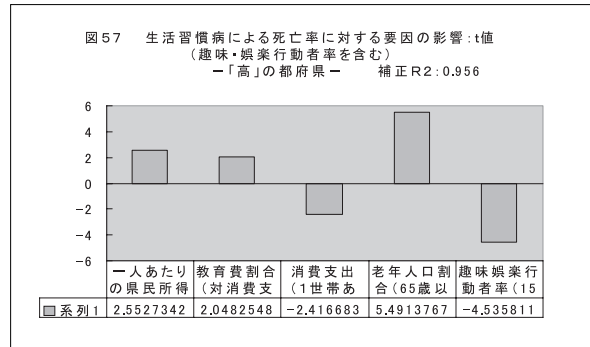 図57 生活習慣病による死亡率に対する要因の影響:t値
(趣味・娯楽行動者率を含む)
－「高」の都府県－ 補正R2:0.956
6
4
2
0
-2
-4
-6
一人あたり の県民所得
教育費割合 (対消費支
消費支出 (1世帯あ
老年人口割 合(65歳以
趣味娯楽行 動者率(15
系列1 2.5527342 2.0482548 -2.416683 5.4913767 -4.535811